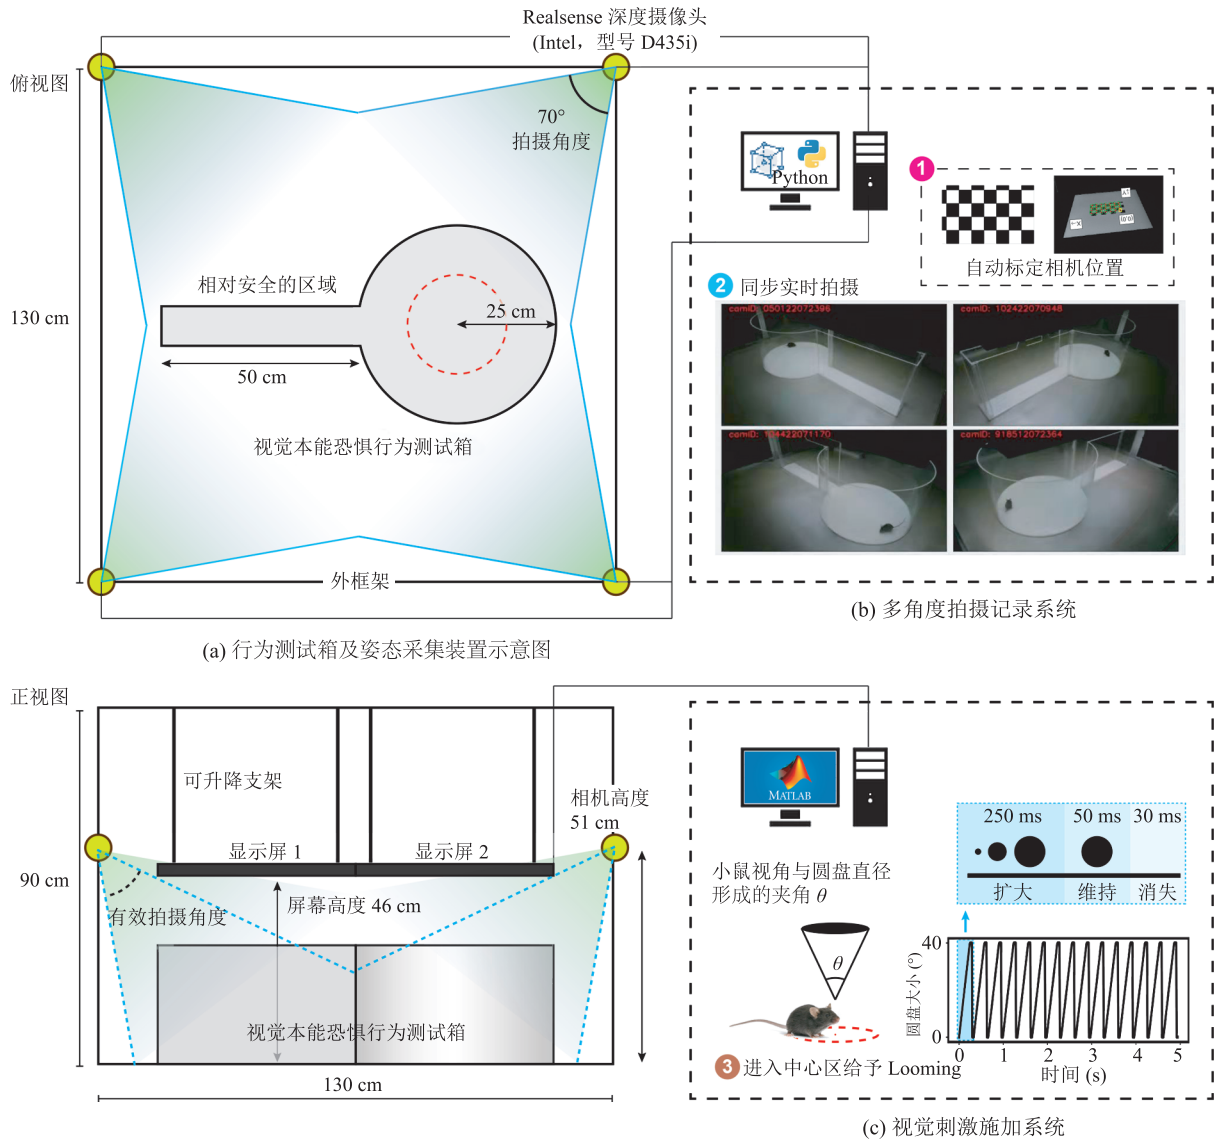 Realsense 深度摄像头
(Intel，型号 D435i)
俯视图
70°
拍摄角度
130 cm
相对安全的区域
25 cm
50 cm
视觉本能恐惧行为测试箱
外框架
(a) 行为测试箱及姿态采集装置示意图
Python
1
自动标定相机位置
2 同步实时拍摄
camID: 050122072396
camID: 102422070948
camID: 104422071170
camID: 918512072364
(b) 多角度拍摄记录系统
正视图
可升降支架
相机高度
51 cm
显示屏 1
显示屏 2
90 cm
屏幕高度 46 cm
有效拍摄角度
视觉本能恐惧行为测试箱
130 cm
MATLAB
250 ms
50 ms
30 ms
扩大
维持
消失
小鼠视角与圆盘直径
形成的夹角 θ
θ
3 进入中心区给予 Looming
圆盘大小 (°)
40
0
0 1 2 3 4 5
时间 (s)
(c) 视觉刺激施加系统